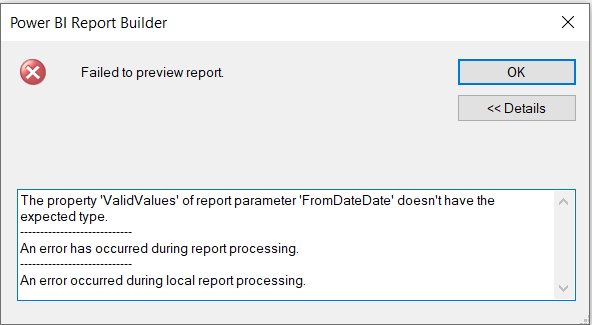 Power BI Report Builder
Failed to preview report.
OK
<< Details
The property 'ValidValues' of report parameter 'FromDateDate' doesn't have the
expected type.
----------------------------
An error has occurred during report processing.
----------------------------
An error occurred during local report processing.